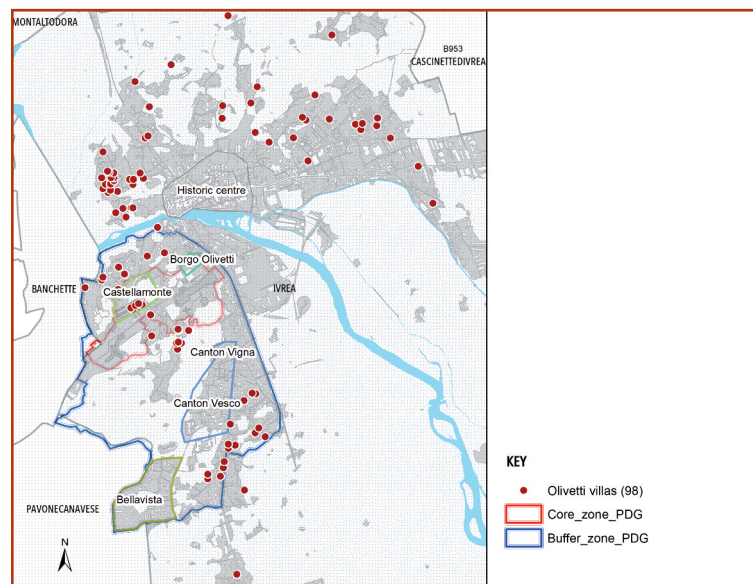 MONTALTODORA
B953
CASCINETTEDIVREA
Historic centre
Borgo Olivetti
BANCHETTE
Castellamonte
IVREA
Canton Vigna
Canton Vesco
Bellavista
PAVONECANAVESE
N
KEY
Olivetti villas (98)
Core_zone_PDG
Buffer_zone_PDG